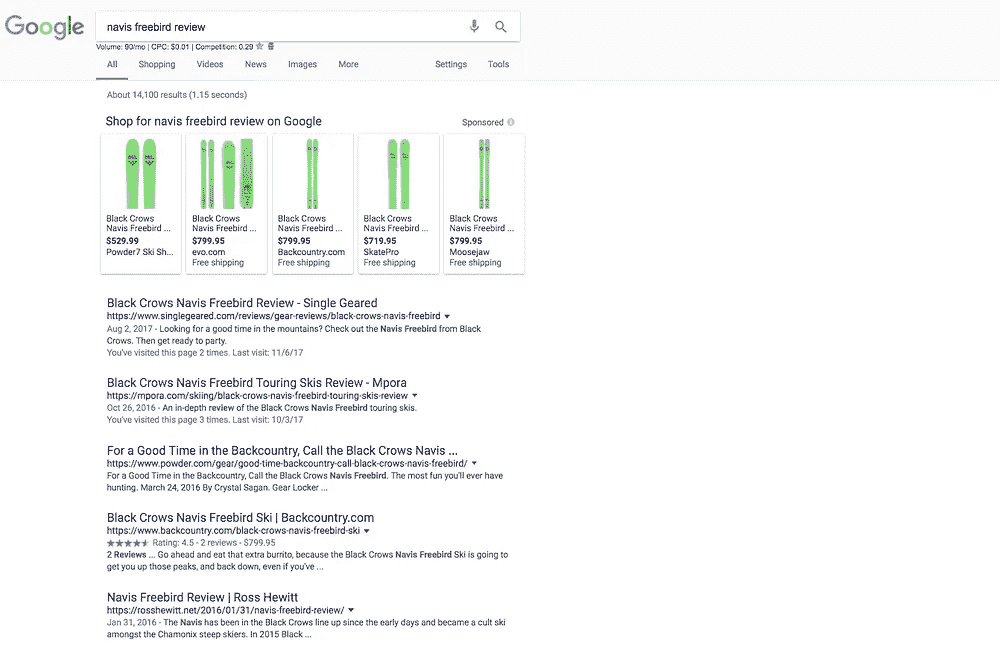 Google
navis freebird review
Volume: 90/mo | CPC: $0.01 | Competition: 0.29
All Shopping Videos News Images More Settings Tools
About 14,100 results (1.15 seconds)
Shop for navis freebird review on Google Sponsored
Black Crows
Navis Freebird ...
$529.99
Powder7 Ski Sh...
Black Crows
Navis Freebird ...
$799.95
evo.com
Free shipping
Black Crows
Navis Freebird ...
$799.95
Backcountry.com
Free shipping
Black Crows
Navis Freebird ...
$719.95
SkatePro
Free shipping
Black Crows
Navis Freebird ...
$799.95
Moosejaw
Free shipping
Black Crows Navis Freebird Review - Single Geared
https://www.singlegeared.com/reviews/gear-reviews/black-crows-navis-freebird
Aug 2, 2017 - Looking for a good time in the mountains? Check out the Navis Freebird from Black
Crows. Then get ready to party.
You've visited this page 2 times. Last visit: 11/6/17
Black Crows Navis Freebird Touring Skis Review - Mpora
https://mpora.com/skiing/black-crows-navis-freebird-touring-skis-review
Oct 26, 2016 - An in-depth review of the Black Crows Navis Freebird touring skis.
You've visited this page 3 times. Last visit: 10/3/17
For a Good Time in the Backcountry, Call the Black Crows Navis ...
https://www.powder.com/gear/good-time-backcountry-call-black-crows-navis-freebird/
For a Good Time in the Backcountry, Call the Black Crows Navis Freebird. The most fun you'll ever have
hunting. March 24, 2016 By Crystal Sagan. Gear Locker ...
Black Crows Navis Freebird Ski | Backcountry.com
https://www.backcountry.com/black-crows-navis-freebird-ski
Rating: 4.5 - 2 reviews - $799.95
2 Reviews ... Go ahead and eat that extra burrito, because the Black Crows Navis Freebird Ski is going to
get you up those peaks, and back down, even if you've ...
Navis Freebird Review | Ross Hewitt
https://rosshewitt.net/2016/01/31/navis-freebird-review/
Jan 31, 2016 - The Navis has been in the Black Crows line up since the early days and became a cult ski
amongst the Chamonix steep skiers. In 2015 Black ...